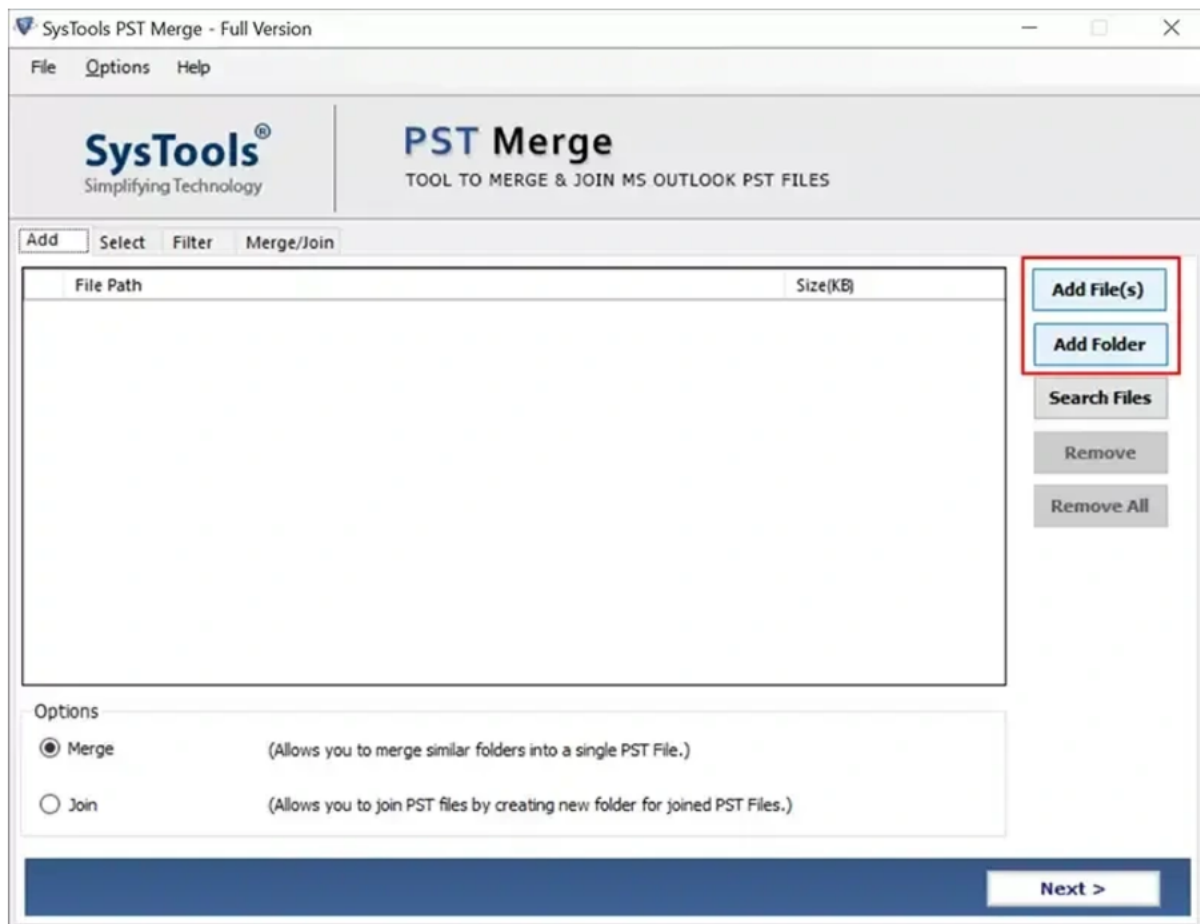 SysTools PST Merge - Full Version
File Options Help
SysTools®
Simplifying Technology
PST Merge
TOOL TO MERGE & JOIN MS OUTLOOK PST FILES
Add Select Filter Merge/Join
File Path Size(KB)
Add File(s)
Add Folder
Search Files
Remove
Remove All
Options
Merge (Allows you to merge similar folders into a single PST File.)
Join (Allows you to join PST files by creating new folder for joined PST Files.)
Next >